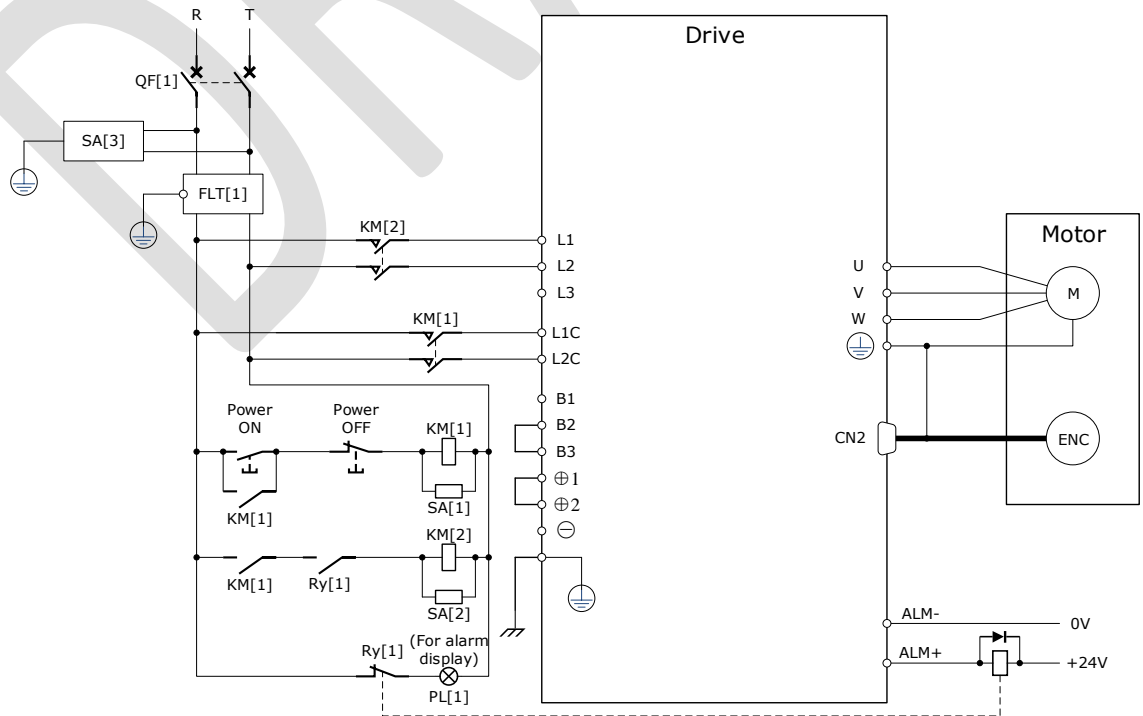 R T
Drive
QF[1]
SA[3]
FLT[1]
KM[2]
L1
L2
L3
KM[1]
L1C
L2C
B1
B2
B3
⊕1
⊕2
⊖
U
V
W
CN2
Motor
M
ENC
Power
ON
Power
OFF
KM[1]
SA[1]
KM[1]
KM[2]
KM[1]
Ry[1]
SA[2]
Ry[1]
(For alarm
display)
PL[1]
ALM-
0V
ALM+
+24V